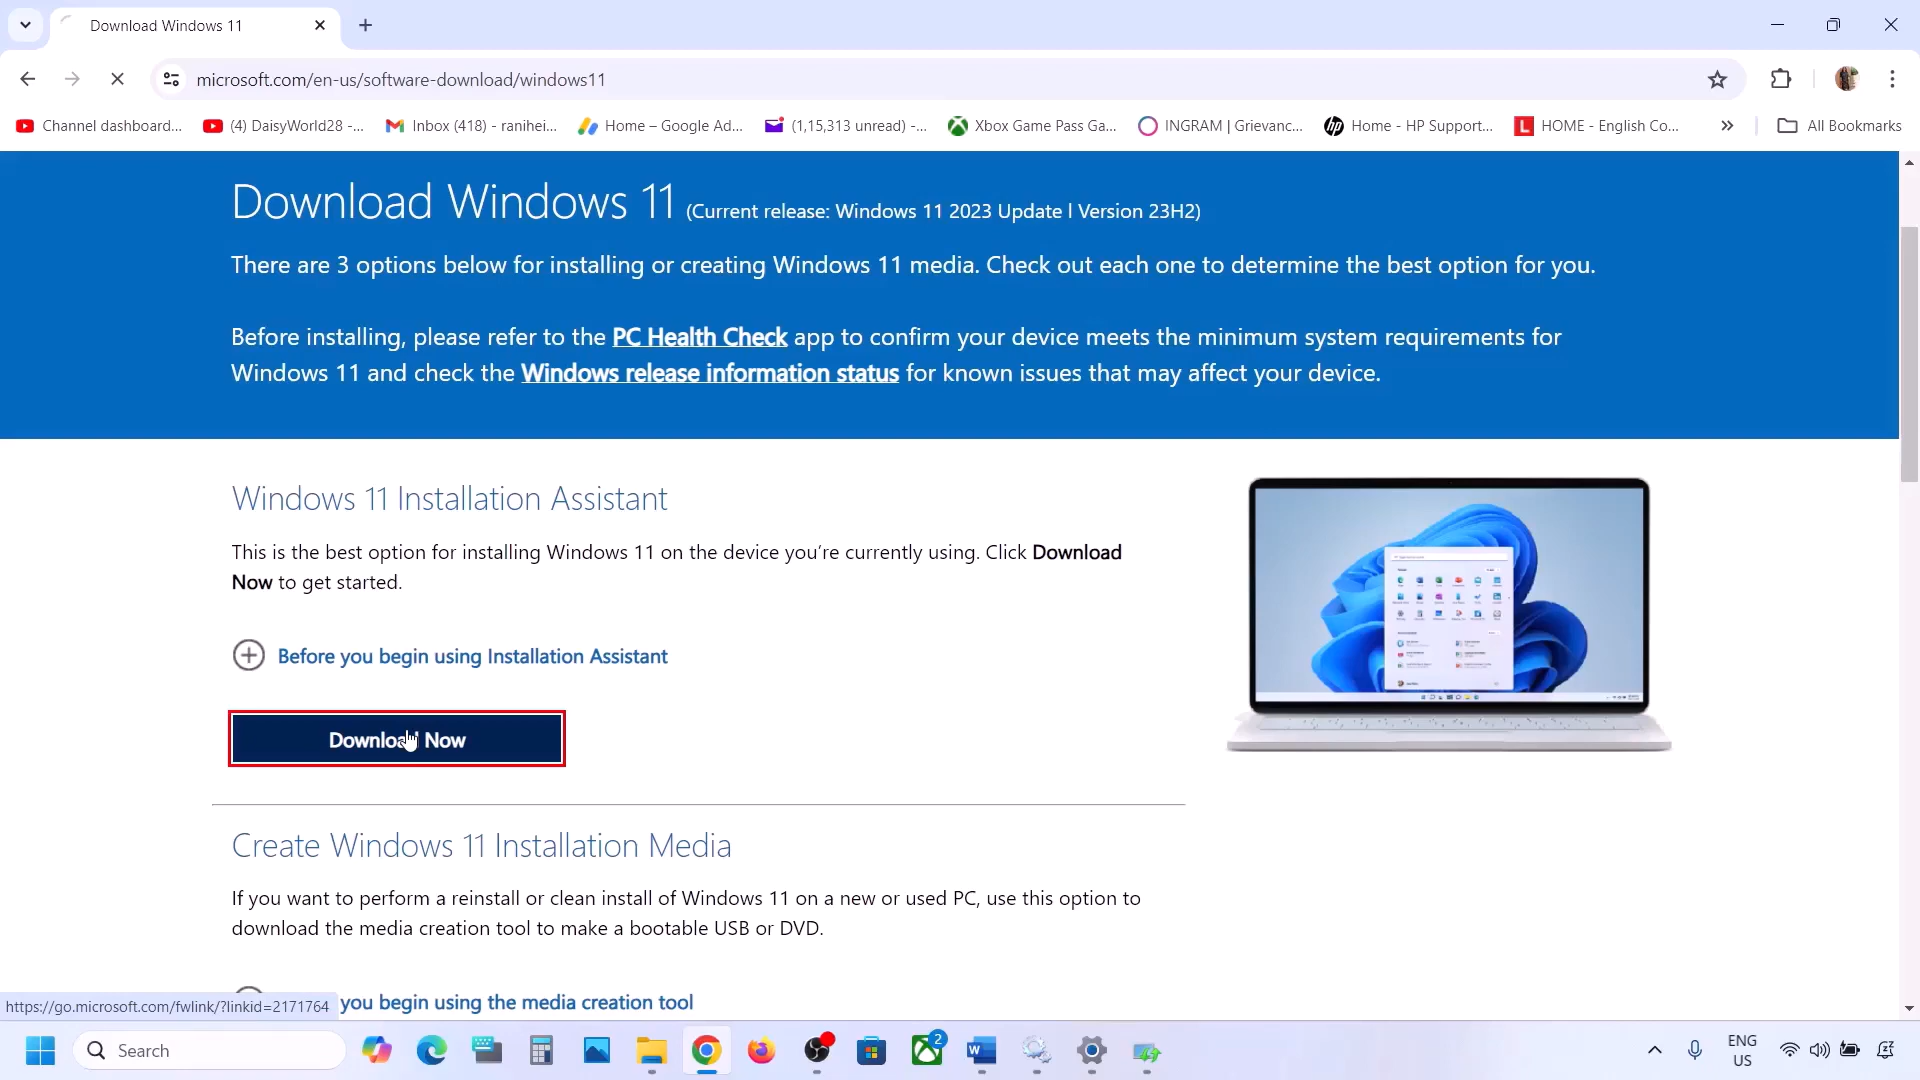 Download Windows 11
microsoft.com/en-us/software-download/windows11
Channel dashboard...
(4) DaisyWorld28 -...
Inbox (418) - ranihei...
Home – Google Ad...
(1,15,313 unread) -...
Xbox Game Pass Ga...
INGRAM | Grievanc...
Home - HP Support...
HOME - English Co...
All Bookmarks
Download Windows 11 (Current release: Windows 11 2023 Update l Version 23H2)
There are 3 options below for installing or creating Windows 11 media. Check out each one to determine the best option for you.
Before installing, please refer to the PC Health Check app to confirm your device meets the minimum system requirements for
Windows 11 and check the Windows release information status for known issues that may affect your device.
Windows 11 Installation Assistant
This is the best option for installing Windows 11 on the device you're currently using. Click Download
Now to get started.
Before you begin using Installation Assistant
Download Now
Create Windows 11 Installation Media
If you want to perform a reinstall or clean install of Windows 11 on a new or used PC, use this option to
download the media creation tool to make a bootable USB or DVD.
you begin using the media creation tool
https://go.microsoft.com/fwlink/?linkid=2171764
Search
2
ENG
US